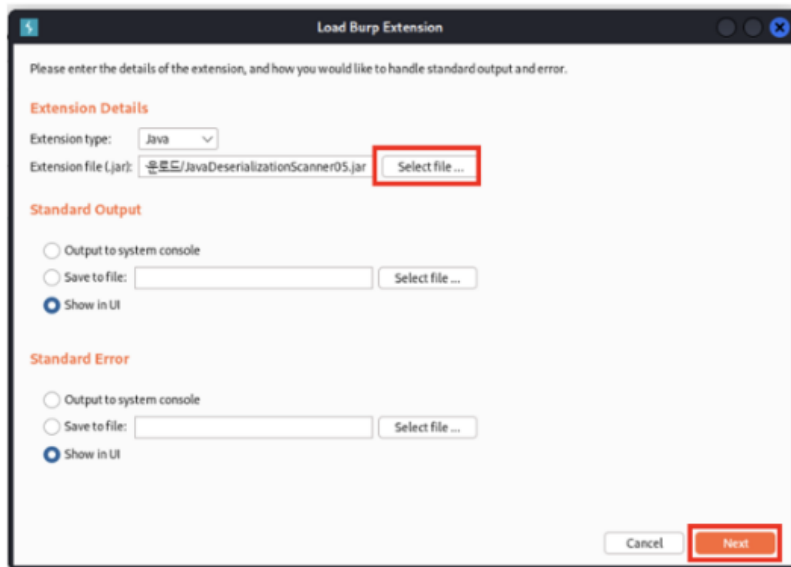 Load Burp Extension
Please enter the details of the extension, and how you would like to handle standard output and error.
Extension Details
Extension type: Java
Extension file (.jar): 운로드/JavaDeserializationScanner05.jar Select file ...
Standard Output
Output to system console
Save to file: Select file ...
Show in UI
Standard Error
Output to system console
Save to file: Select file ...
Show in UI
Cancel Next